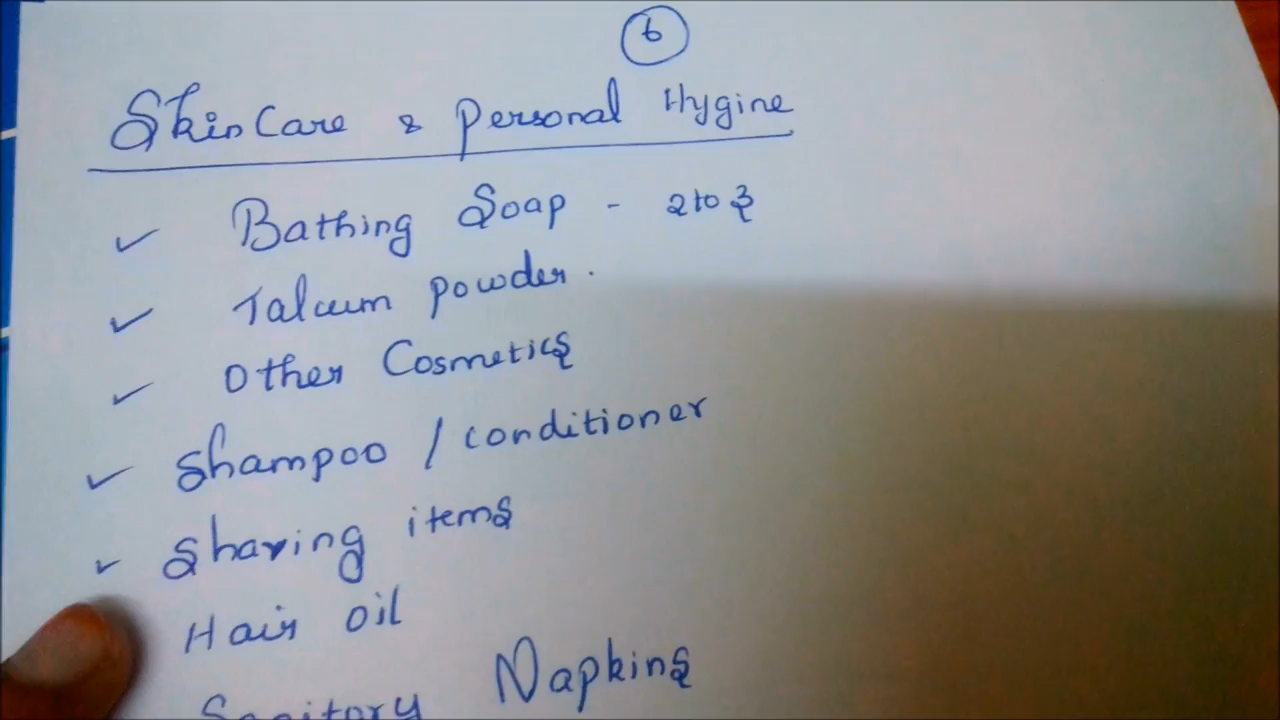 6
Skin Care & Personal Hygine
✓ Bathing Soap - 2 to 3
✓ Talcum powder.
✓ Other Cosmetics
✓ Shampoo / conditioner
✓ Shaving items
Hair oil
Sanitory Napkins